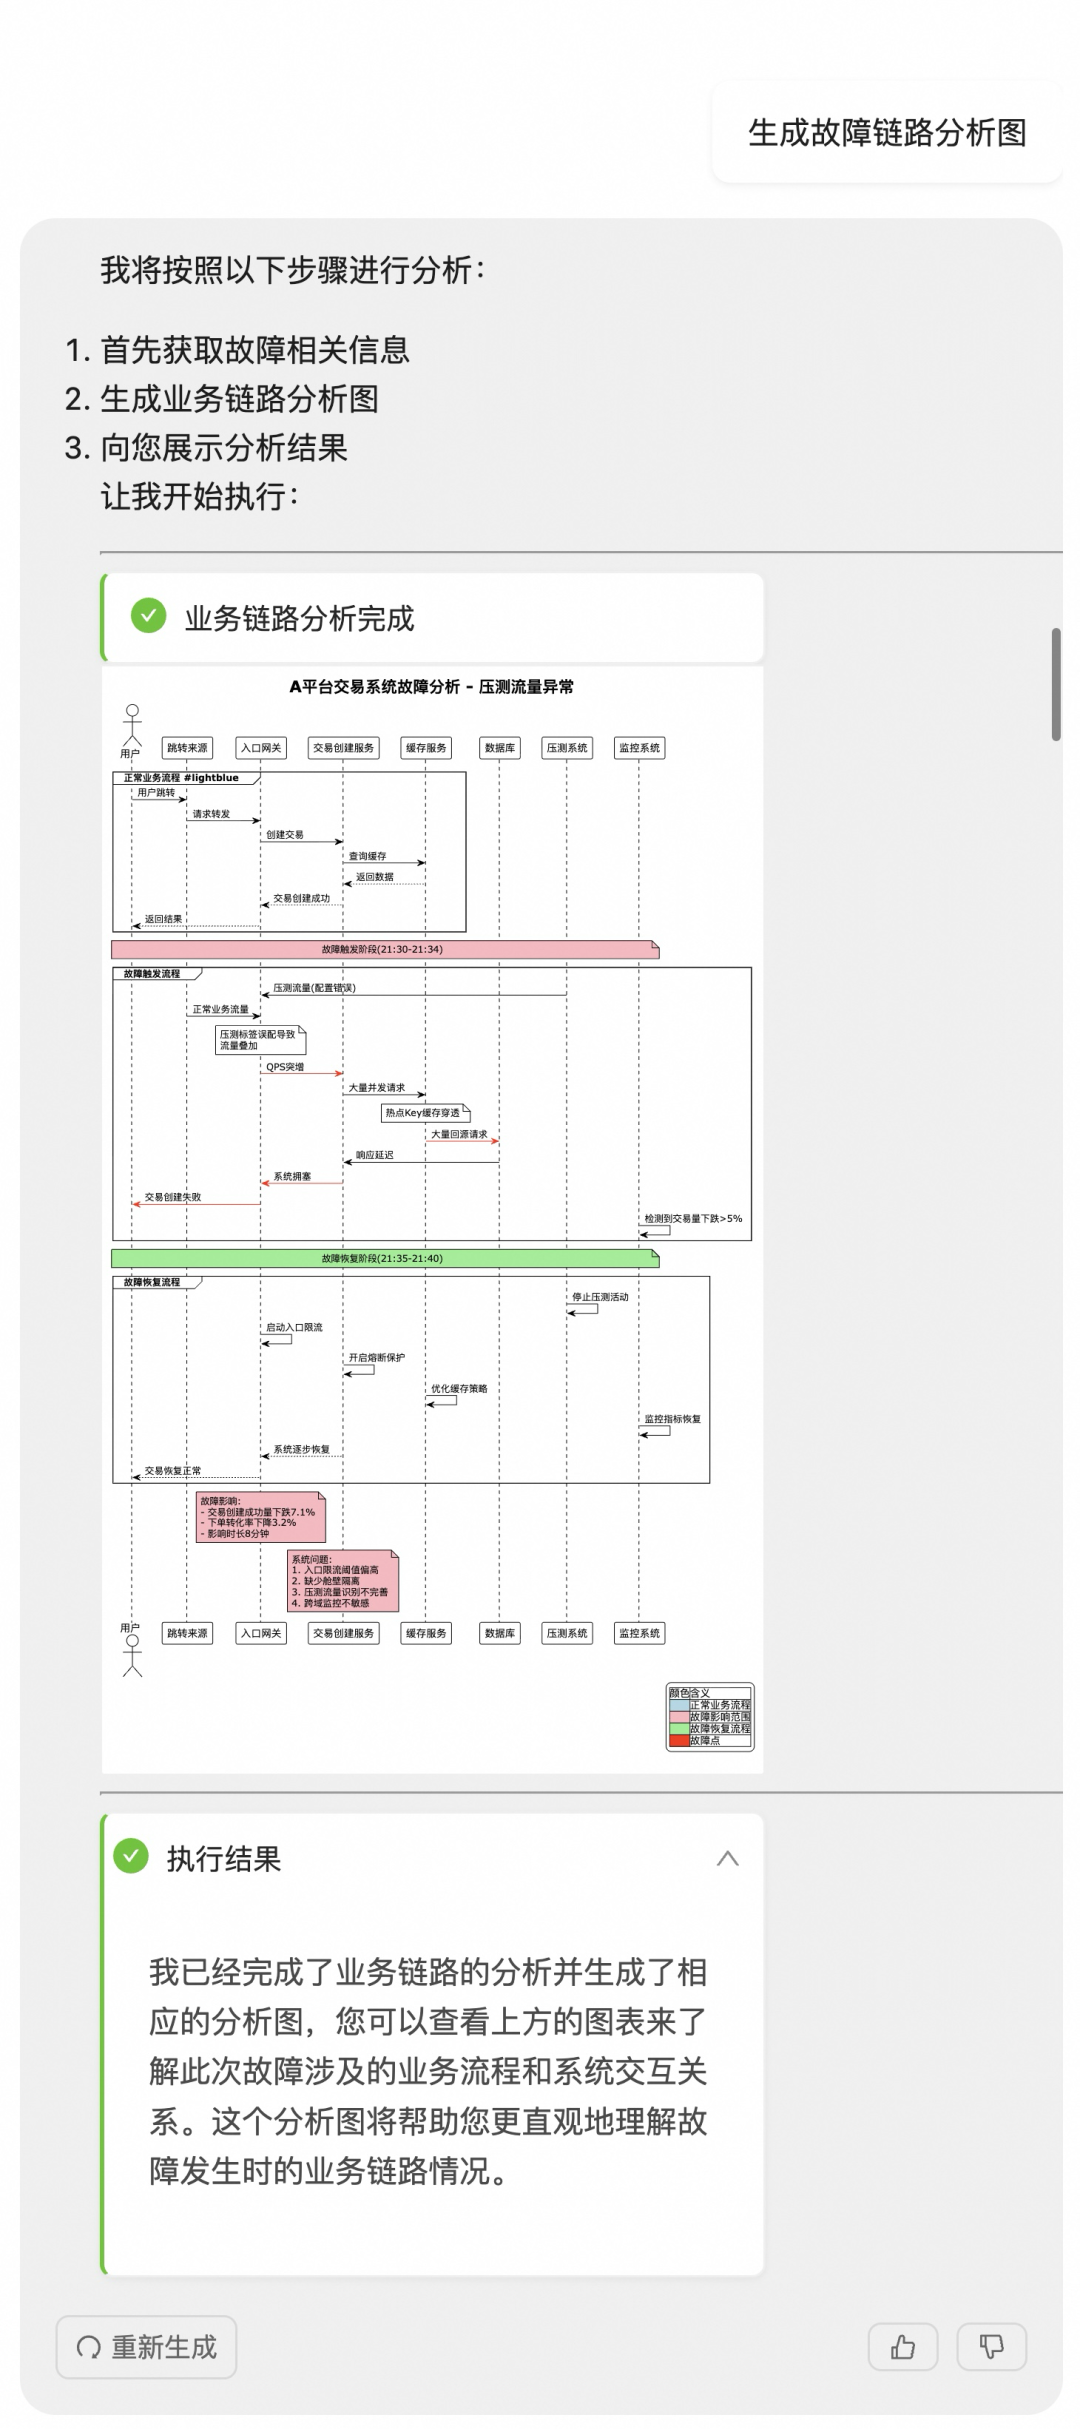 生成故障链路分析图
我将按照以下步骤进行分析：
1. 首先获取故障相关信息
2. 生成业务链路分析图
3. 向您展示分析结果
让我开始执行：
业务链路分析完成
A平台交易系统故障分析 - 压测流量异常
用户
跳转来源
入口网关
交易创建服务
缓存服务
数据库
压测系统
监控系统
正常业务流程 #lightblue
用户跳转
请求转发
创建交易
查询缓存
返回数据
交易创建成功
返回结果
故障触发阶段(21:30-21:34)
故障触发流程
压测流量(配置错误)
正常业务流量
压测标签误配导致
流量叠加
QPS突增
大量并发请求
热点Key缓存穿透
大量回源请求
响应延迟
系统拥塞
交易创建失败
检测到交易量下跌>5%
故障恢复阶段(21:35-21:40)
故障恢复流程
停止压测活动
启动入口限流
开启熔断保护
优化缓存策略
监控指标恢复
系统逐步恢复
交易恢复正常
故障影响:
- 交易创建成功量下跌7.1%
- 下单转化率下降3.2%
- 影响时长8分钟
系统问题:
1. 入口限流阈值偏高
2. 缺少舱壁隔离
3. 压测流量识别不完善
4. 跨域监控不敏感
用户
跳转来源
入口网关
交易创建服务
缓存服务
数据库
压测系统
监控系统
颜色 含义
正常业务流程
故障影响范围
故障恢复流程
故障点
执行结果
我已经完成了业务链路的分析并生成了相
应的分析图，您可以查看上方的图表来了
解此次故障涉及的业务流程和系统交互关
系。这个分析图将帮助您更直观地理解故
障发生时的业务链路情况。
重新生成